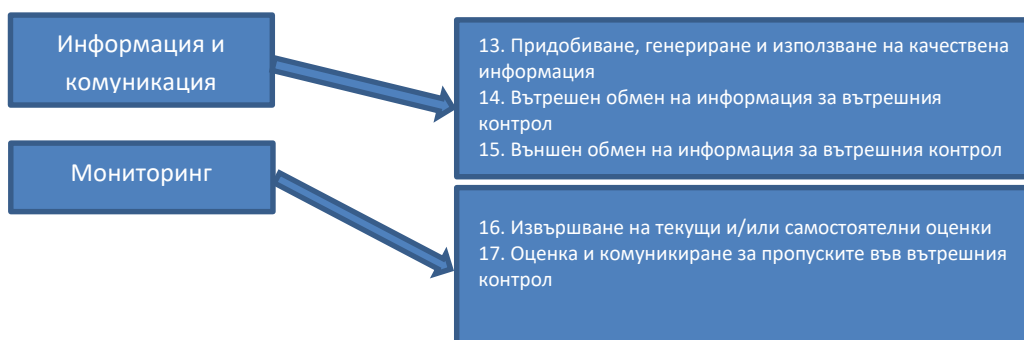 Информация и
комуникация
13. Придобиване, генериране и използване на качествена
информация
14. Вътрешен обмен на информация за вътрешния
контрол
15. Външен обмен на информация за вътрешния контрол
Мониторинг
16. Извършване на текущи и/или самостоятелни оценки
17. Оценка и комуникиране за пропуските във вътрешния
контрол